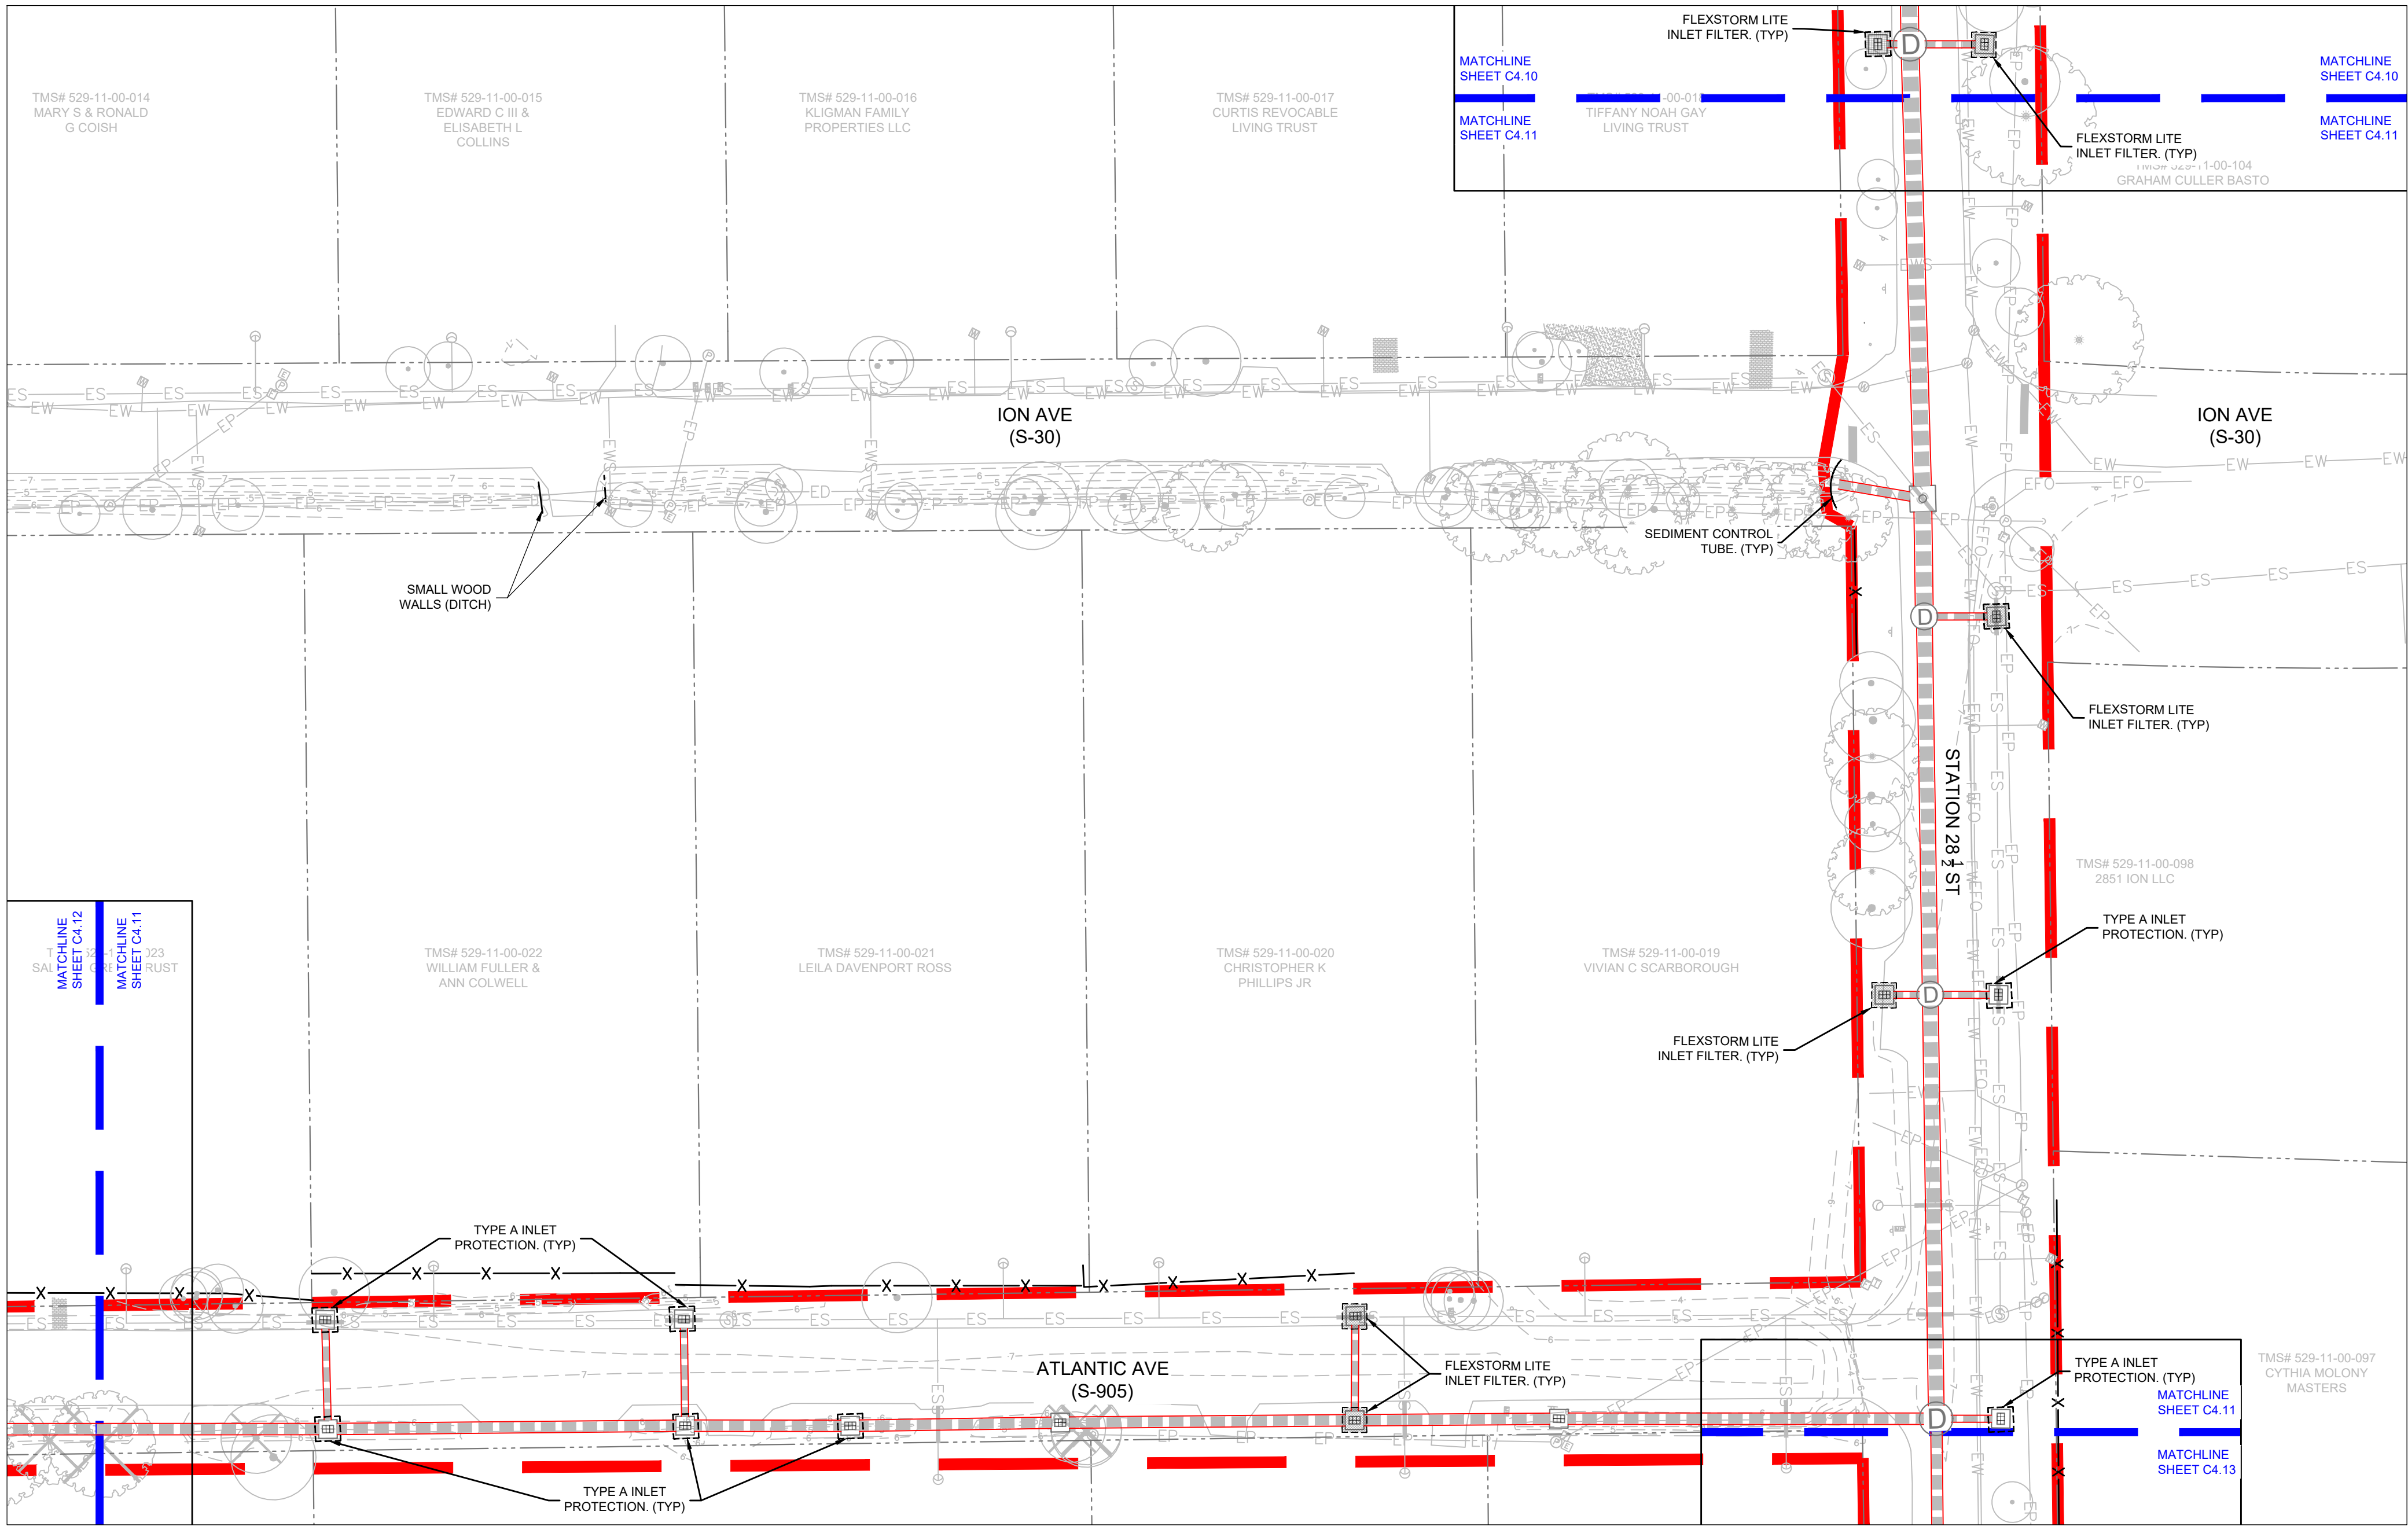 FLEXSTORM LITE
INLET FILTER. (TYP)
MATCHLINE
SHEET C4.10
MATCHLINE
SHEET C4.11
MATCHLINE
SHEET C4.10
MATCHLINE
SHEET C4.11
FLEXSTORM LITE
INLET FILTER. (TYP)
TMS# 529-11-00-014
MARY S & RONALD
G COISH
TMS# 529-11-00-015
EDWARD C III &
ELISABETH L
COLLINS
TMS# 529-11-00-016
KLIGMAN FAMILY
PROPERTIES LLC
TMS# 529-11-00-017
CURTIS REVOCABLE
LIVING TRUST
TIFFANY NOAH GAY
LIVING TRUST
TMS# 529-11-00-104
GRAHAM CULLER BASTO
ION AVE
(S-30)
ION AVE
(S-30)
SMALL WOOD
WALLS (DITCH)
SEDIMENT CONTROL
TUBE. (TYP)
FLEXSTORM LITE
INLET FILTER. (TYP)
STATION 28 1/2 ST
TMS# 529-11-00-098
2851 ION LLC
TYPE A INLET
PROTECTION. (TYP)
MATCHLINE
SHEET C4.12
MATCHLINE
SHEET C4.11
TMS# 529-11-00-022
WILLIAM FULLER &
ANN COLWELL
TMS# 529-11-00-021
LEILA DAVENPORT ROSS
TMS# 529-11-00-020
CHRISTOPHER K
PHILLIPS JR
TMS# 529-11-00-019
VIVIAN C SCARBOROUGH
FLEXSTORM LITE
INLET FILTER. (TYP)
TYPE A INLET
PROTECTION. (TYP)
ATLANTIC AVE
(S-905)
FLEXSTORM LITE
INLET FILTER. (TYP)
TYPE A INLET
PROTECTION. (TYP)
TMS# 529-11-00-097
CYTHIA MOLONY
MASTERS
MATCHLINE
SHEET C4.11
MATCHLINE
SHEET C4.13
TYPE A INLET
PROTECTION. (TYP)